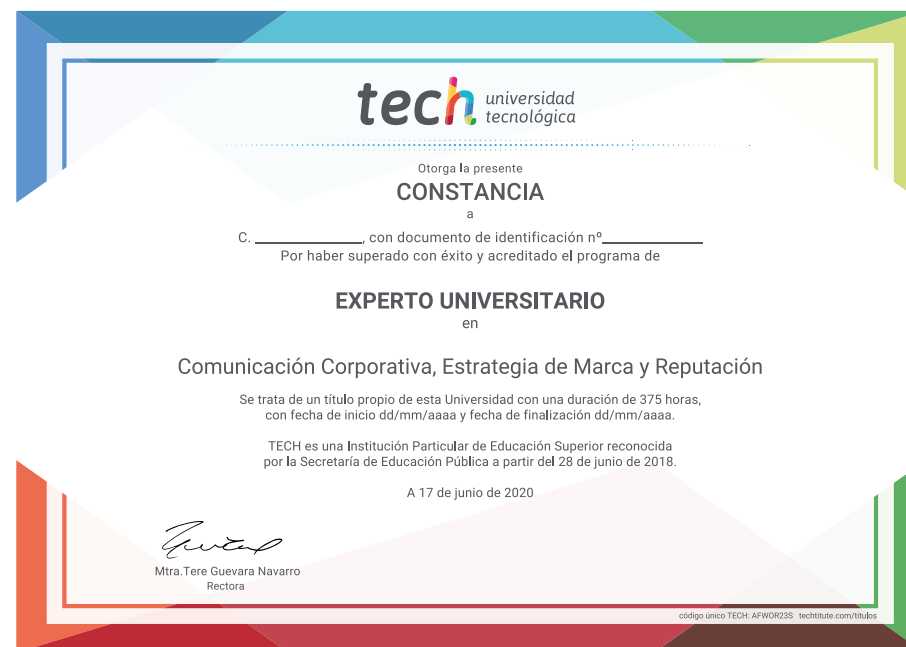 tech universidad
tecnológica
Otorga la presente
CONSTANCIA
a
C. ____________, con documento de identificación nº____________
Por haber superado con éxito y acreditado el programa de
EXPERTO UNIVERSITARIO
en
Comunicación Corporativa, Estrategia de Marca y Reputación
Se trata de un título propio de esta Universidad con una duración de 375 horas,
con fecha de inicio dd/mm/aaaa y fecha de finalización dd/mm/aaaa.
TECH es una Institución Particular de Educación Superior reconocida
por la Secretaría de Educación Pública a partir del 28 de junio de 2018.
A 17 de junio de 2020
Mtra.Tere Guevara Navarro
Rectora
código único TECH: AFWOR23S techtitute.com/titulos